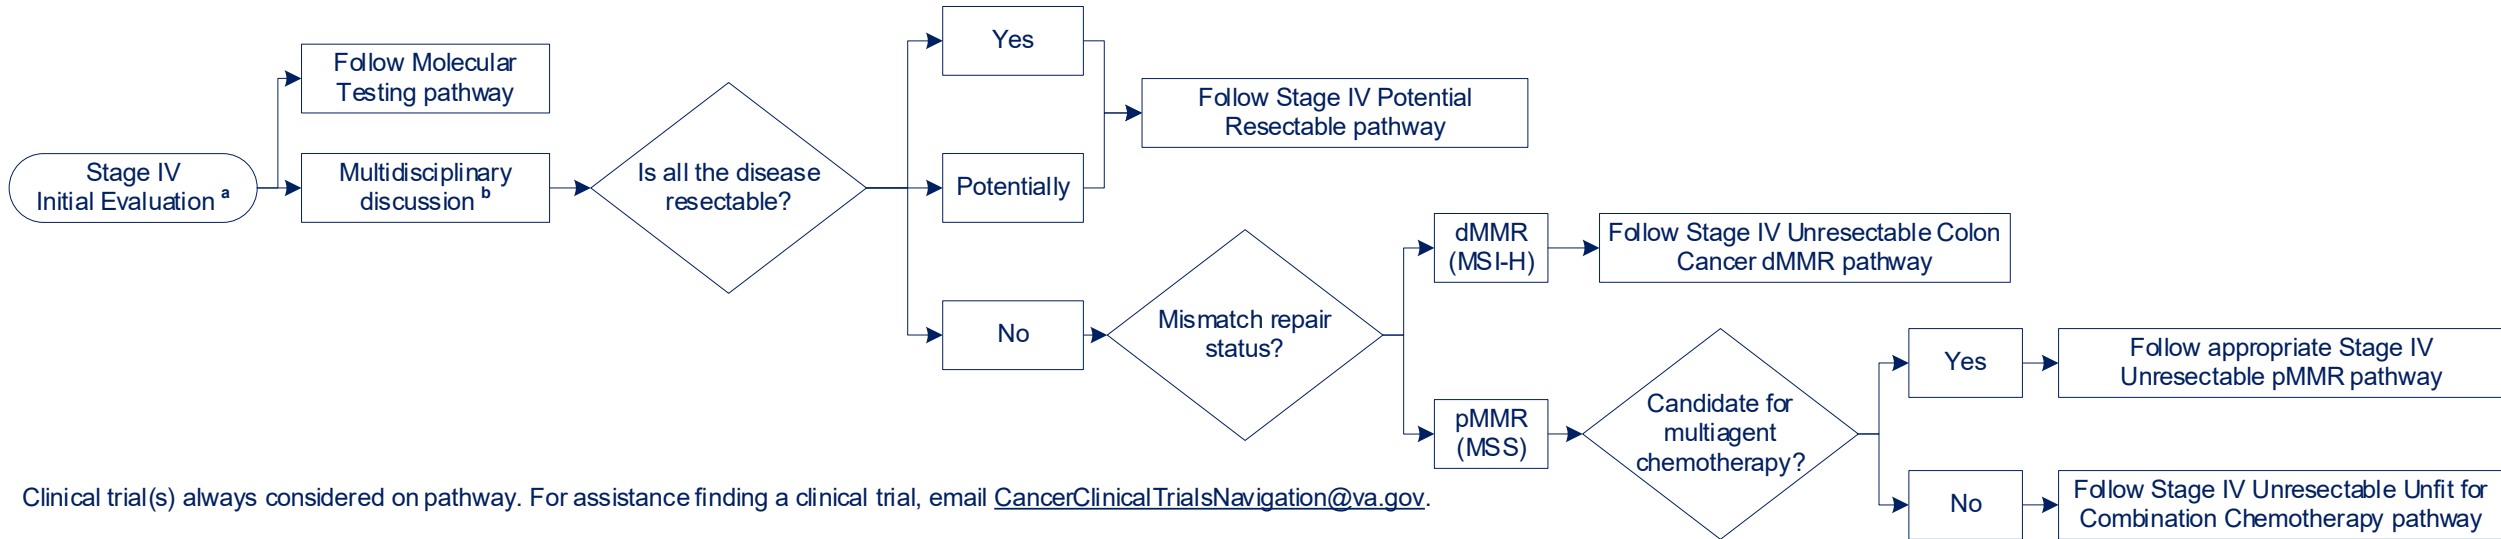 Stage IV
Initial Evaluation a
Follow Molecular
Testing pathway
Multidisciplinary
discussion b
Is all the disease
resectable?
Yes
Potentially
No
Follow Stage IV Potential
Resectable pathway
Mismatch repair
status?
dMMR
(MSI-H)
Follow Stage IV Unresectable Colon
Cancer dMMR pathway
pMMR
(MSS)
Candidate for
multiagent
chemotherapy?
Yes
Follow appropriate Stage IV
Unresectable pMMR pathway
No
Follow Stage IV Unresectable Unfit for
Combination Chemotherapy pathway
Clinical trial(s) always considered on pathway. For assistance finding a clinical trial, email CancerClinicalTrialsNavigation@va.gov.